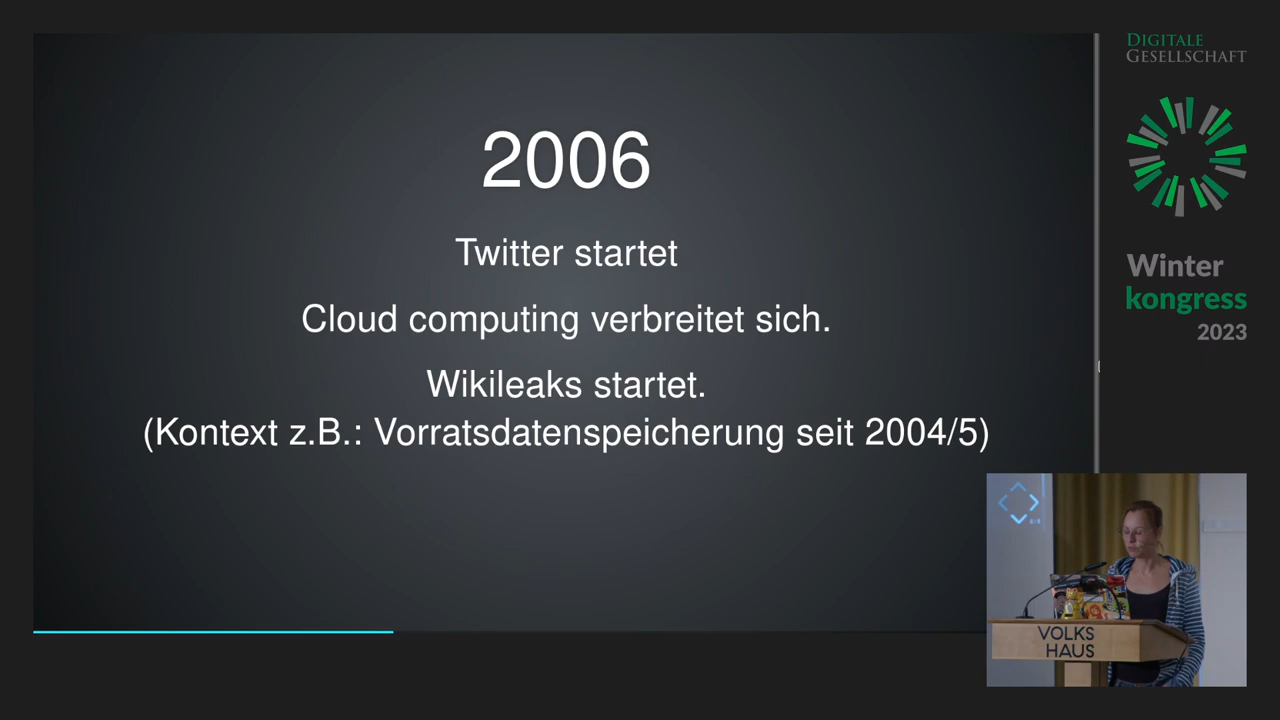 2006
Twitter startet
Cloud computing verbreitet sich.
Wikileaks startet.
(Kontext z.B.: Vorratsdatenspeicherung seit 2004/5)
DIGITALE
GESELLSCHAFT
Winter
kongress
2023
VOLKS
HAUS